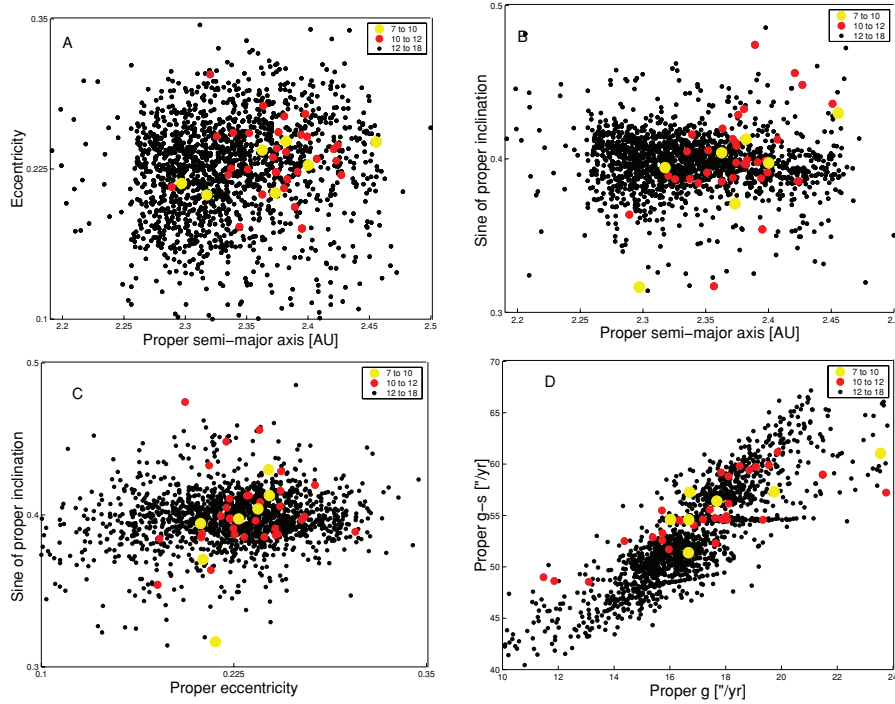 A
7 to 10
10 to 12
12 to 18
0.35
0.225
0.1
Eccentricity
2.2
2.25
2.3
2.35
2.4
2.45
2.5
Proper semi−major axis [AU]
B
7 to 10
10 to 12
12 to 18
0.5
0.4
0.3
Sine of proper inclination
2.2
2.25
2.3
2.35
2.4
2.45
2.5
Proper semi−major axis [AU]
C
7 to 10
10 to 12
12 to 18
0.5
0.4
0.3
Sine of proper inclination
0.1
0.225
0.35
Proper eccentricity
D
7 to 10
10 to 12
12 to 18
70
65
60
55
50
45
40
Proper g−s ["/yr]
10
12
14
16
18
20
22
24
Proper g ["/yr]